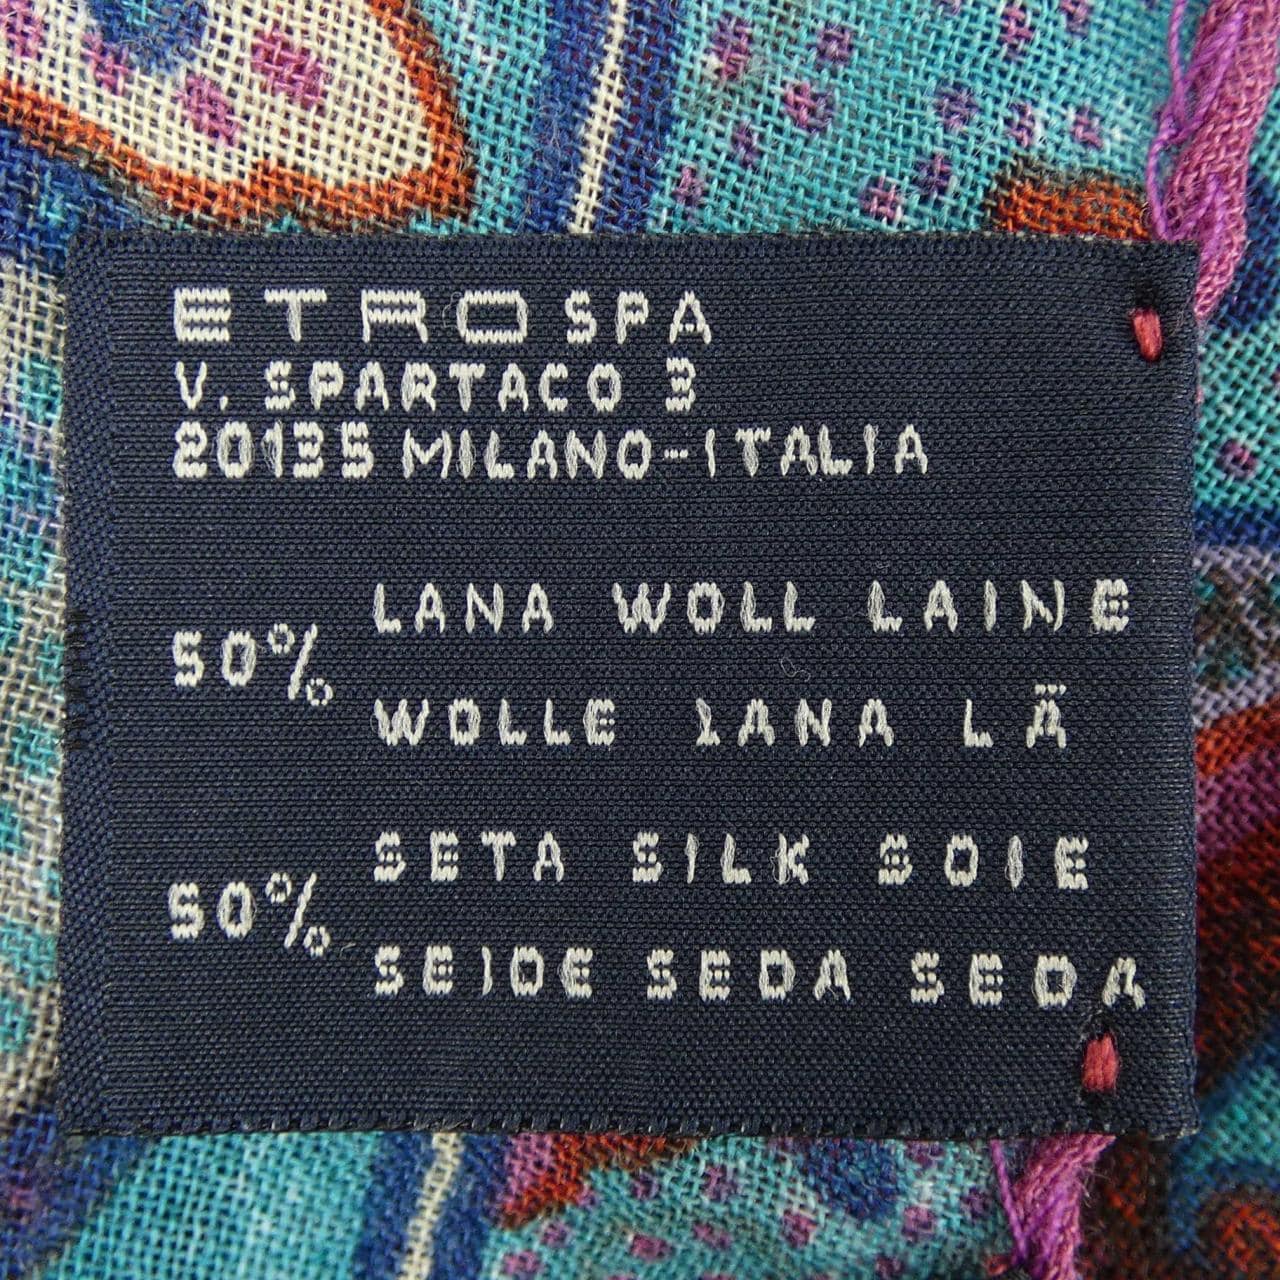 ETRO SPA
V. SPARTACO 3
20135 MILANO-ITALIA
50% LANA WOLL LAINE
WOLLE LANA LÃ
50% SETA SILK SOIE
SEIDE SEDA SEDA